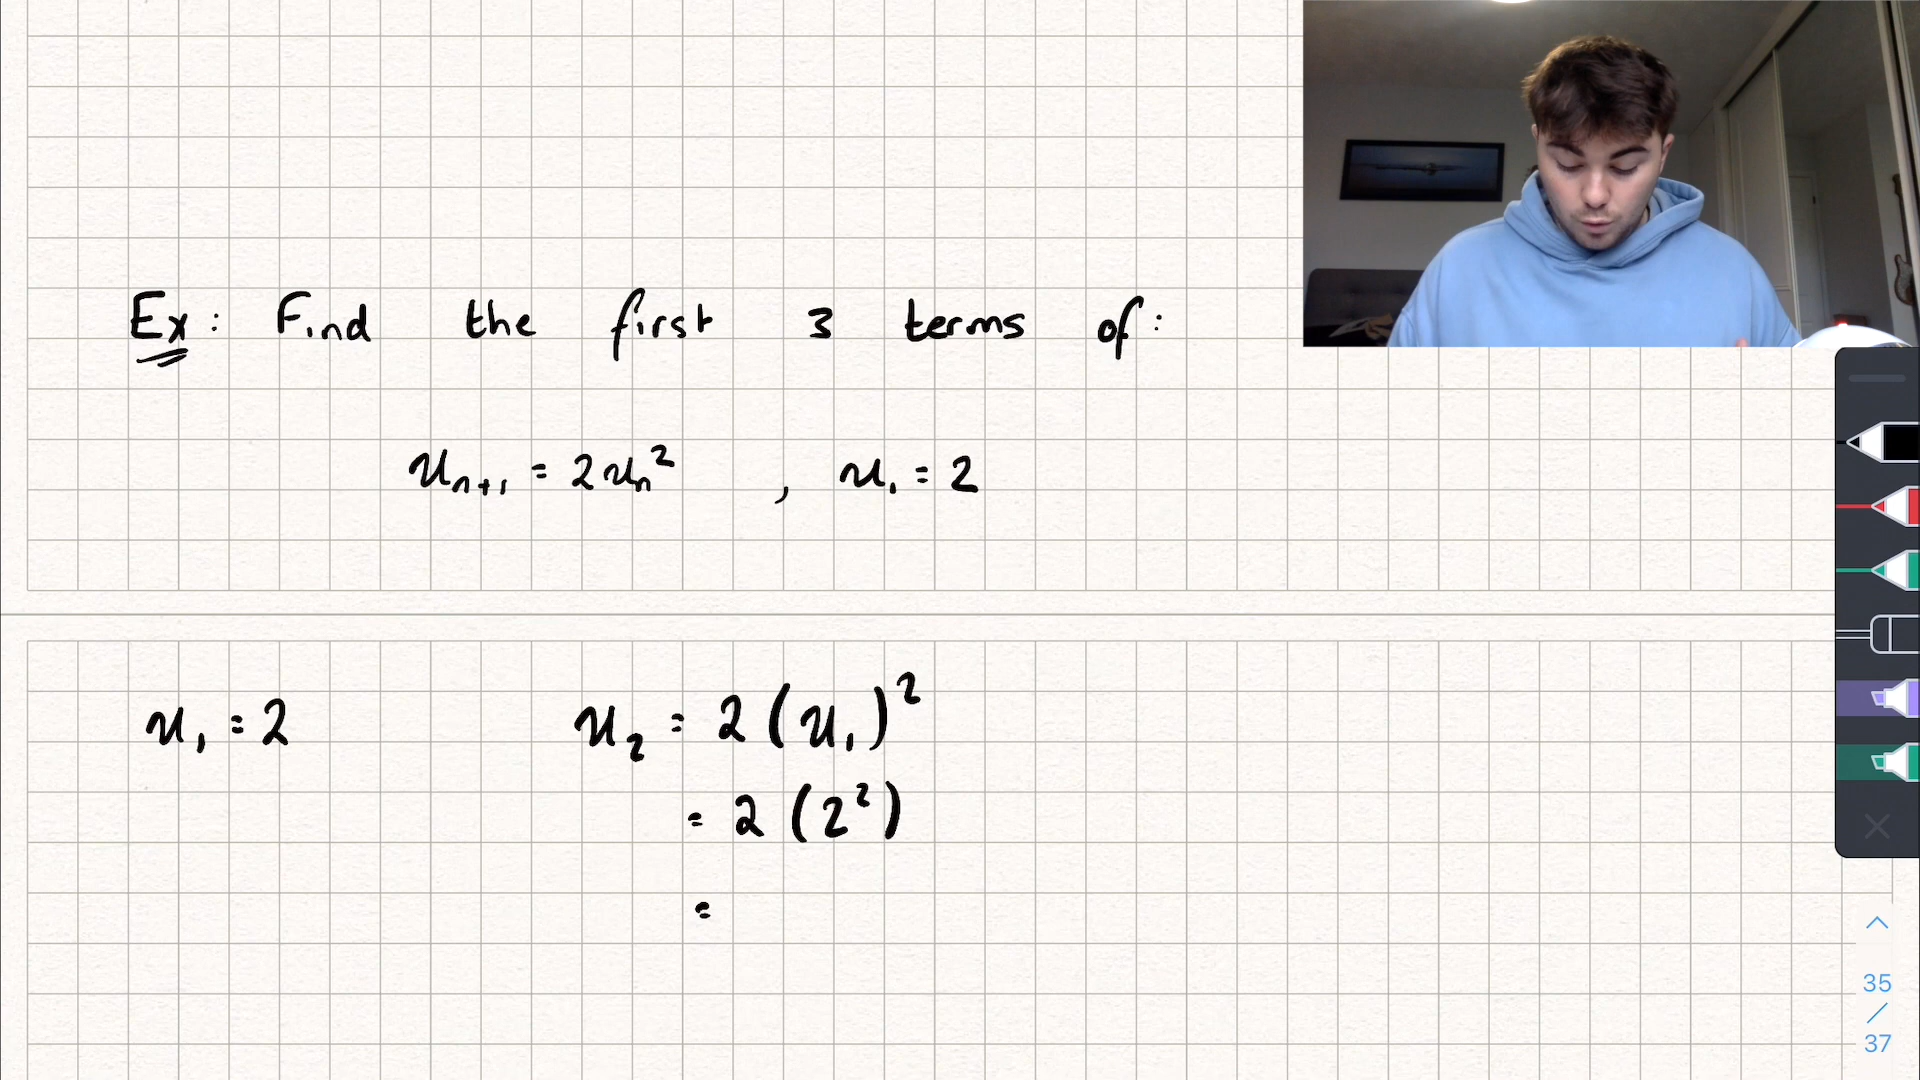 Ex: Find the first 3 terms of:
uₙ₊₁ = 2uₙ² , u₁ = 2
u₁ = 2
u₂ = 2(u₁)²
= 2(2²)
=
35
/
37